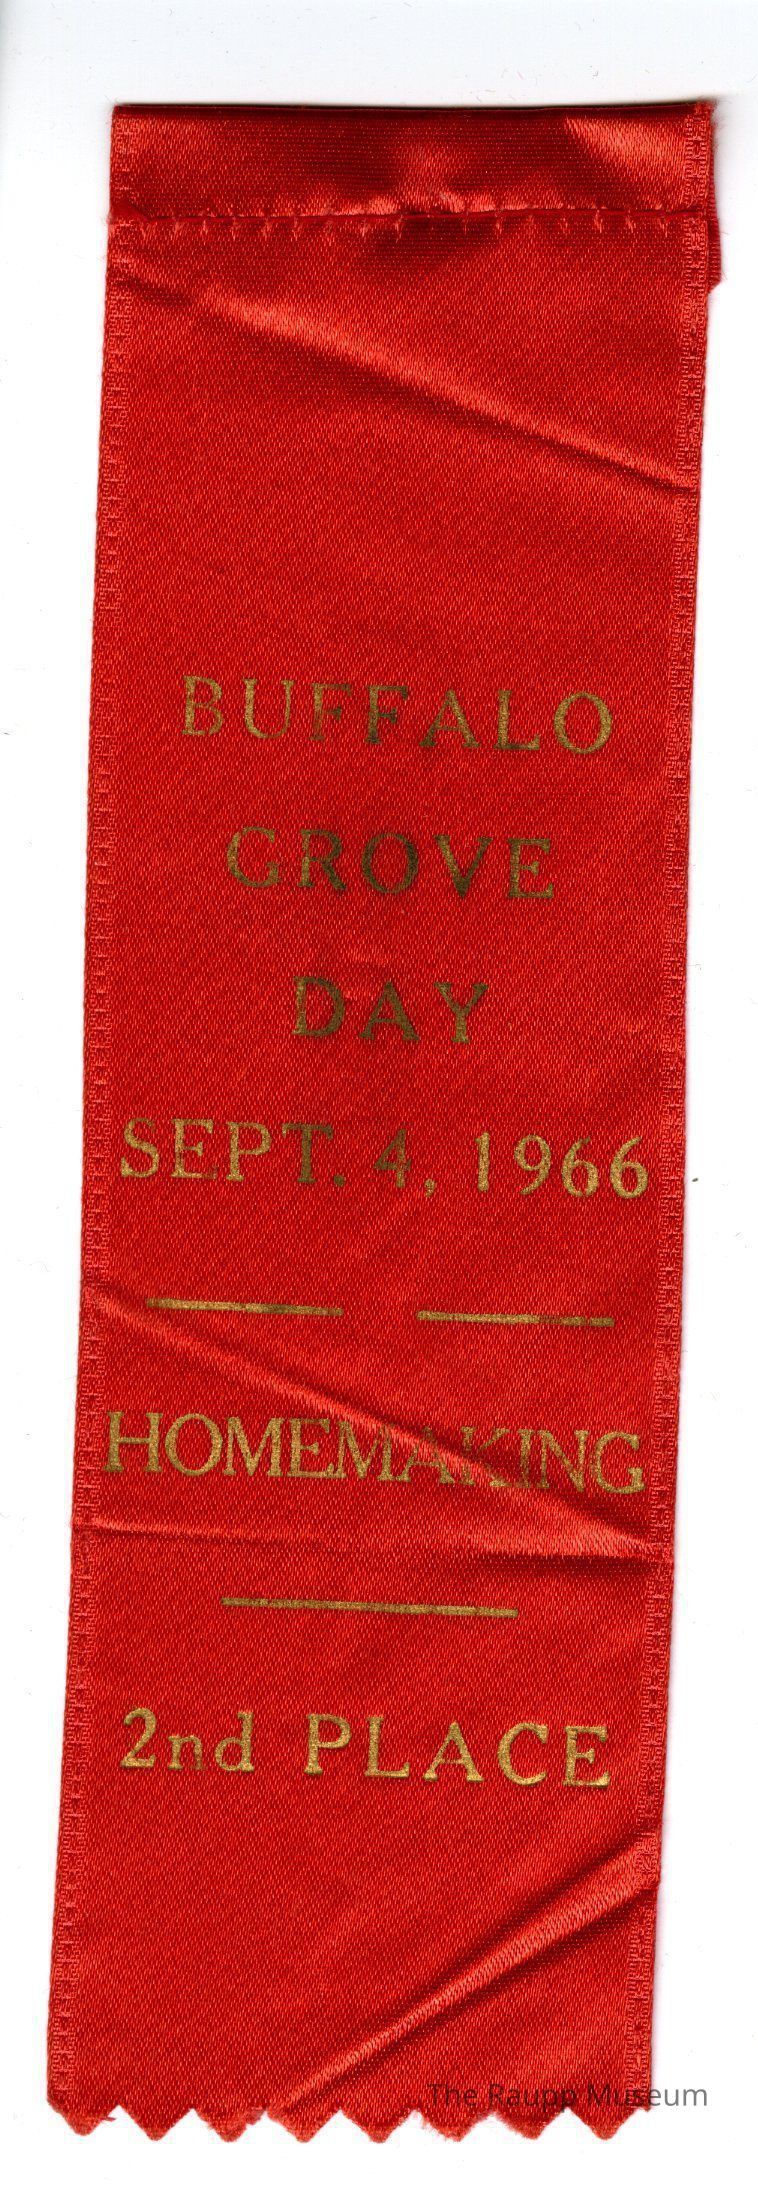 BUFFALO
GROVE
DAY
SEPT. 4, 1966
HOMEMAKING
2nd PLACE
The Raupp Museum